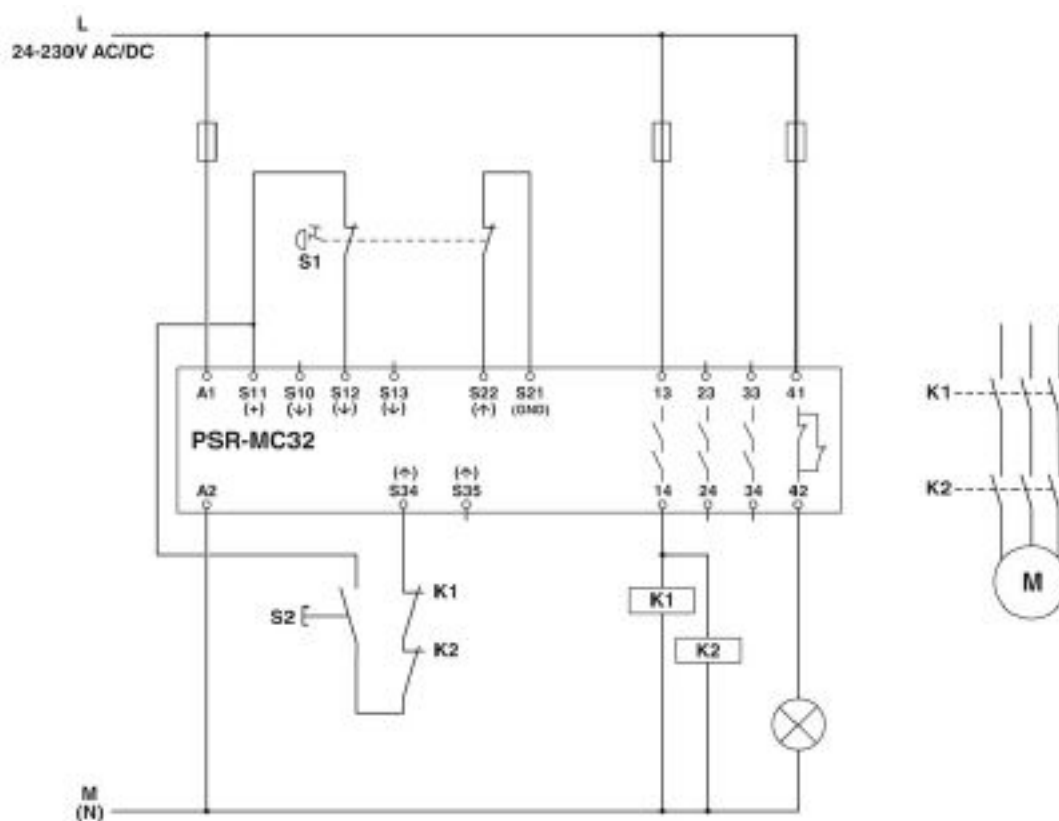 L
24-230V AC/DC
S1
A1 S11 S10 S12 S13 S22 S21 13 23 33 41
(+) (↓) (↓) (↓) (↑) (GND)
PSR-MC32
(↑) (↑)
A2 S34 S35 14 24 34 42
K1
K2
M
S2
K1
K2
K1
K2
M
(N)